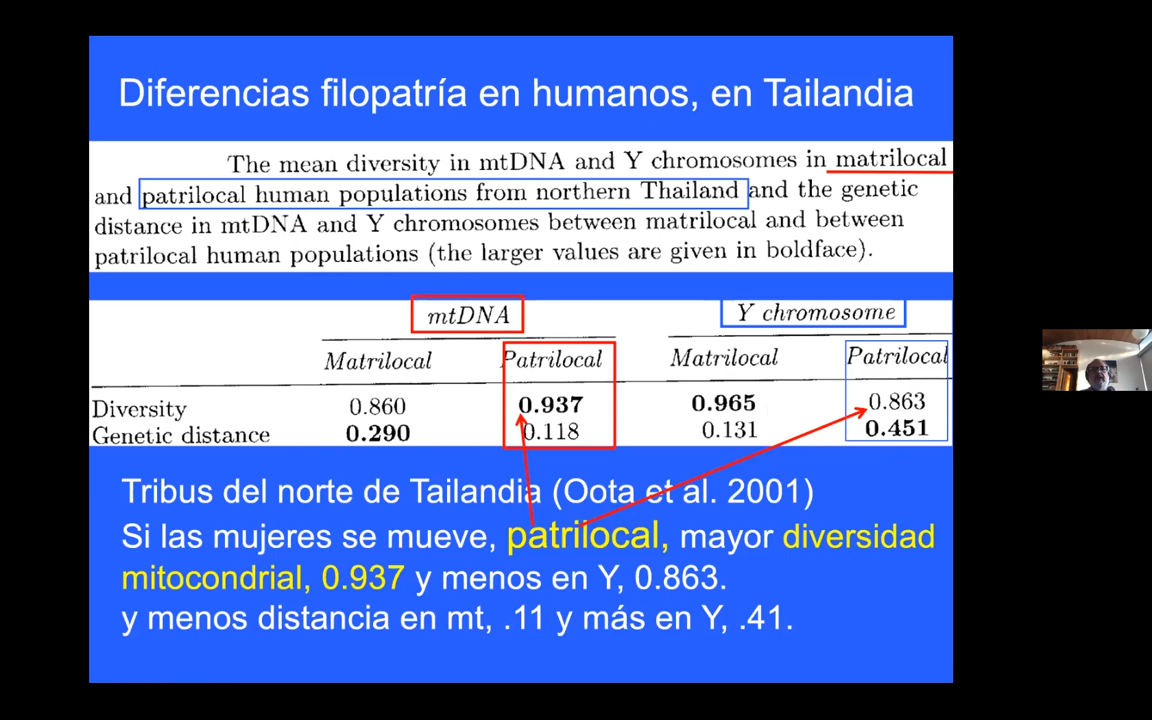 Diferencias filopatría en humanos, en Tailandia
The mean diversity in mtDNA and Y chromosomes in matrilocal
and patrilocal human populations from northern Thailand and the genetic
distance in mtDNA and Y chromosomes between matrilocal and between
patrilocal human populations (the larger values are given in boldface).
mtDNA Y chromosome
Matrilocal Patrilocal Matrilocal Patrilocal
Diversity 0.860 0.937 0.965 0.863
Genetic distance 0.290 0.118 0.131 0.451
Tribus del norte de Tailandia (Oota et al. 2001)
Si las mujeres se mueve, patrilocal, mayor diversidad
mitocondrial, 0.937 y menos en Y, 0.863.
y menos distancia en mt, .11 y más en Y, .41.